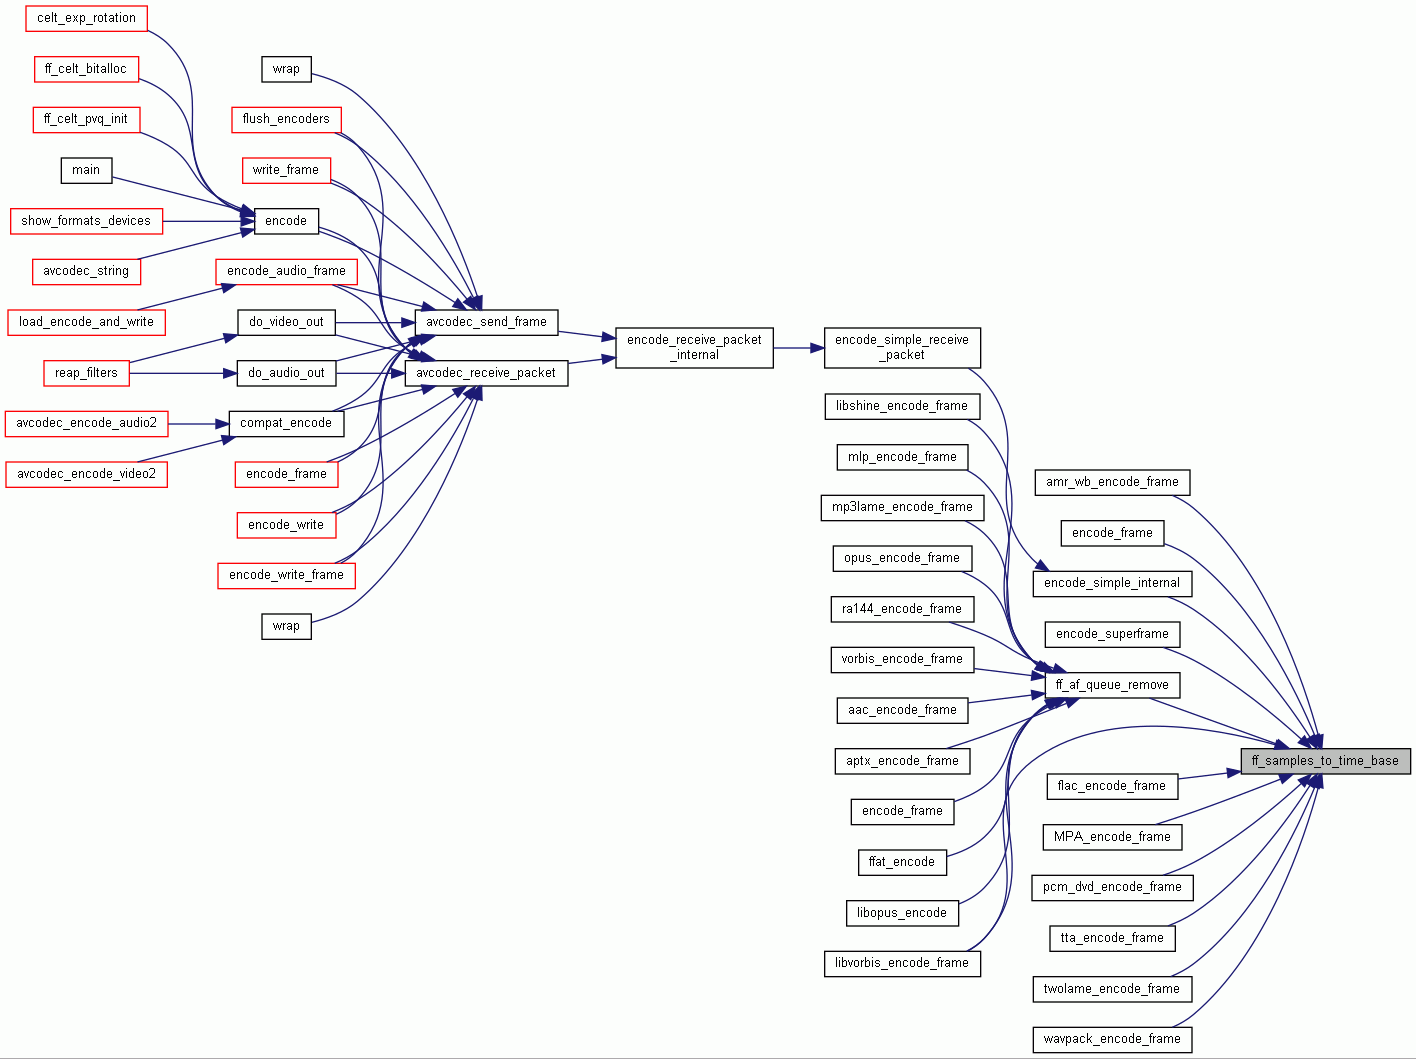 celt_exp_rotation
ff_celt_bitalloc
ff_celt_pvq_init
main
show_formats_devices
avcodec_string
load_encode_and_write
reap_filters
avcodec_encode_audio2
avcodec_encode_video2
wrap
flush_encoders
write_frame
encode
encode_audio_frame
do_video_out
do_audio_out
compat_encode
encode_frame
encode_write
encode_write_frame
wrap
avcodec_send_frame
avcodec_receive_packet
encode_receive_packet
_internal
encode_simple_receive
_packet
libshine_encode_frame
mlp_encode_frame
mp3lame_encode_frame
opus_encode_frame
ra144_encode_frame
vorbis_encode_frame
aac_encode_frame
aptx_encode_frame
encode_frame
ffat_encode
libopus_encode
libvorbis_encode_frame
amr_wb_encode_frame
encode_frame
encode_simple_internal
encode_superframe
ff_af_queue_remove
flac_encode_frame
MPA_encode_frame
pcm_dvd_encode_frame
tta_encode_frame
twolame_encode_frame
wavpack_encode_frame
ff_samples_to_time_base